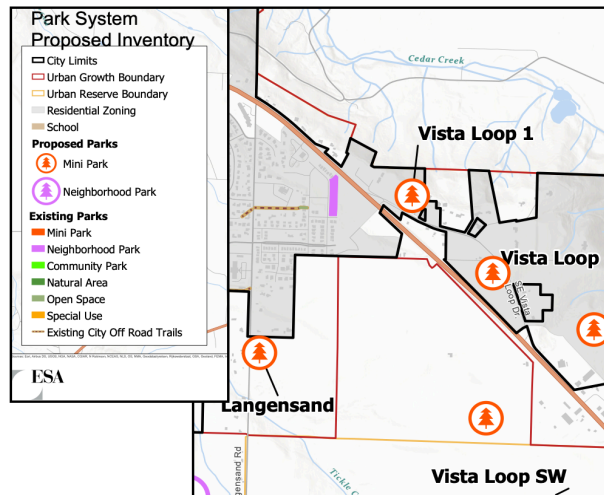 Park System
Proposed Inventory
City Limits
Urban Growth Boundary
Urban Reserve Boundary
Residential Zoning
School
Proposed Parks
Mini Park
Neighborhood Park
Existing Parks
Mini Park
Neighborhood Park
Community Park
Natural Area
Open Space
Special Use
Existing City Off Road Trails
ESA
Cedar Creek
Vista Loop 1
Vista Loop
SE Vista
Loop Dr
Langensand
Vista Loop SW
gensand Rd
Tickle C